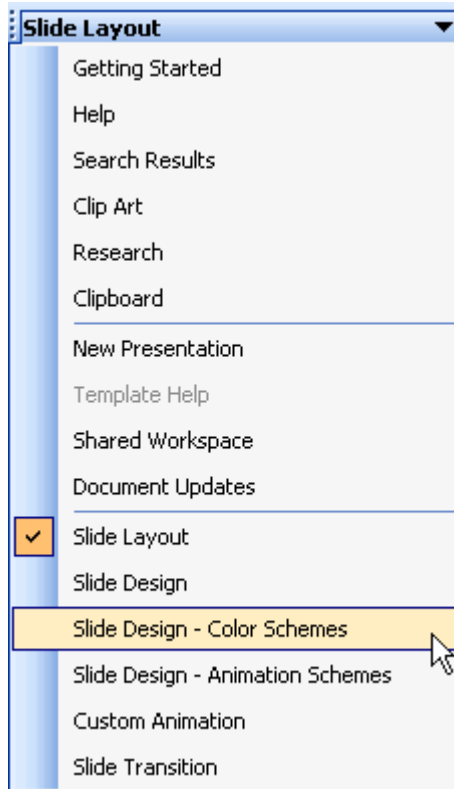 Slide Layout
Getting Started
Help
Search Results
Clip Art
Research
Clipboard
New Presentation
Template Help
Shared Workspace
Document Updates
Slide Layout
Slide Design
Slide Design - Color Schemes
Slide Design - Animation Schemes
Custom Animation
Slide Transition